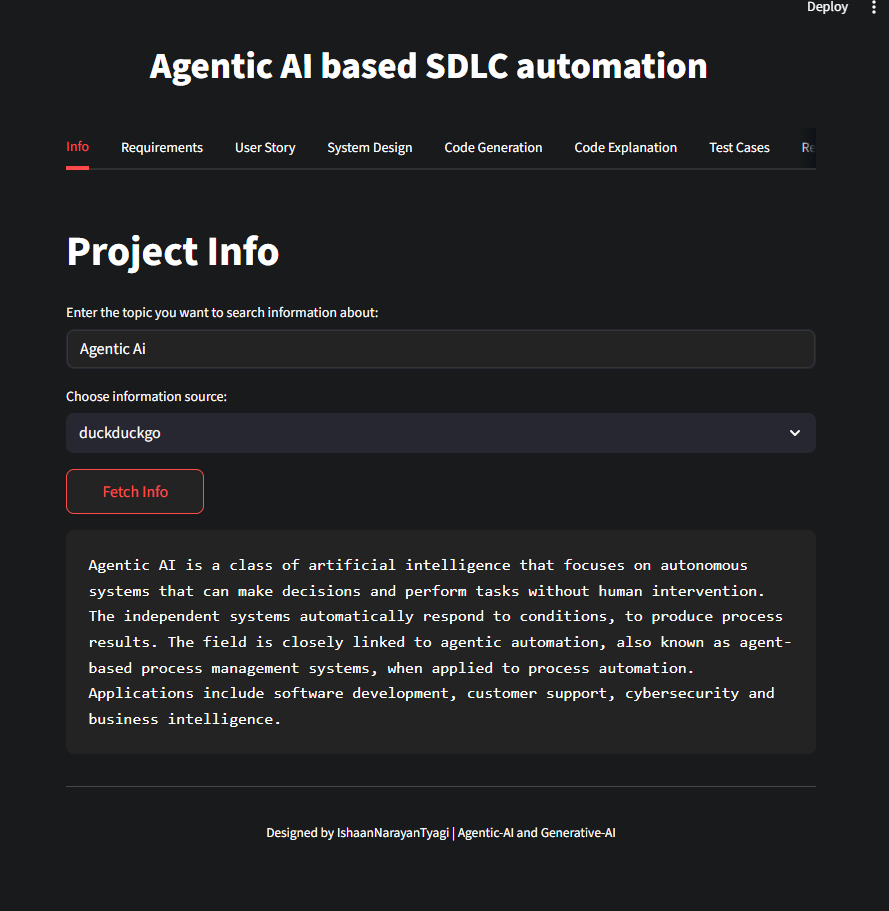 Deploy
Agentic AI based SDLC automation
Info Requirements User Story System Design Code Generation Code Explanation Test Cases
Project Info
Enter the topic you want to search information about:
Agentic Ai
Choose information source:
duckduckgo
Fetch Info
Agentic AI is a class of artificial intelligence that focuses on autonomous
systems that can make decisions and perform tasks without human intervention.
The independent systems automatically respond to conditions, to produce process
results. The field is closely linked to agentic automation, also known as agent-
based process management systems, when applied to process automation.
Applications include software development, customer support, cybersecurity and
business intelligence.
Designed by IshaanNarayanTyagi | Agentic-AI and Generative-AI